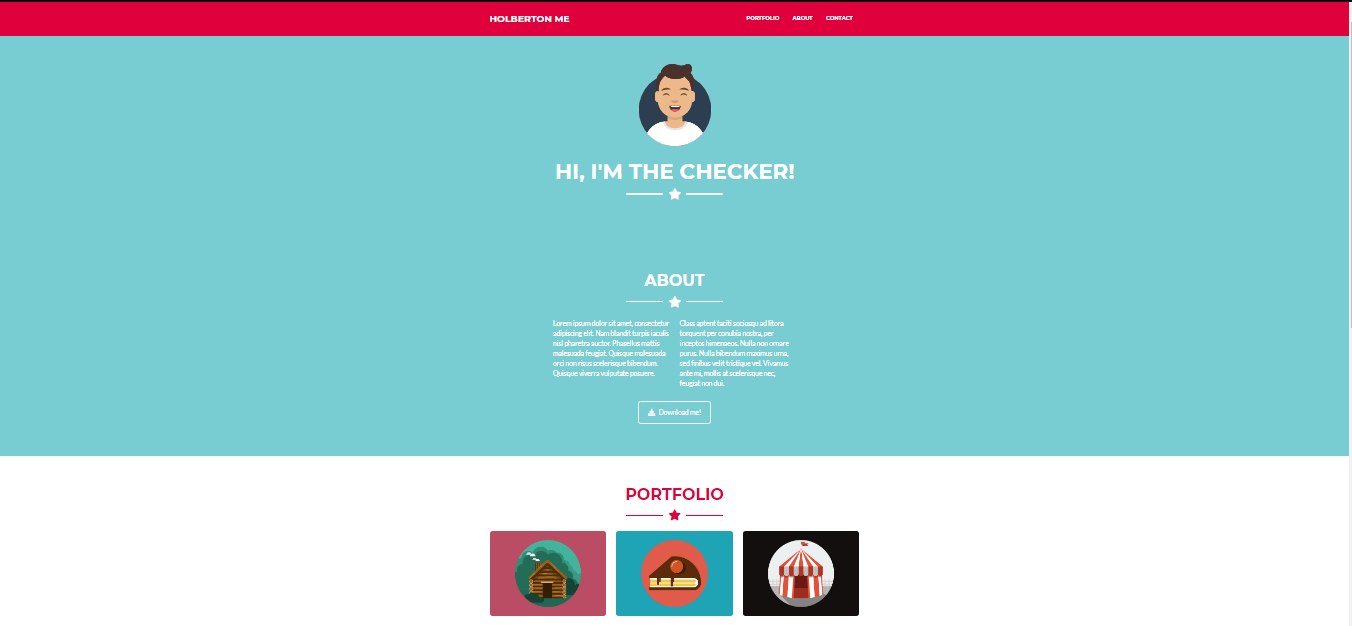 HOLBERTON ME
PORTFOLIO ABOUT CONTACT
HI, I'M THE CHECKER!
ABOUT
Lorem ipsum dolor sit amet, consectetur
adipiscing elit. Nam blandit turpis iaculis
nisl pharetra auctor. Phasellus mattis
malesuada feugiat. Quisque malesuada
orci non risus scelerisque bibendum.
Quisque viverra vulputate posuere.
Class aptent taciti sociosqu ad litora
torquent per conubia nostra, per
inceptos himenaeos. Nulla non ornare
purus. Nulla bibendum maximus urna,
sed finibus velit tristique vel. Vivamus
ante mi, mollis at scelerisque nec,
feugiat non dui.
Download me!
PORTFOLIO